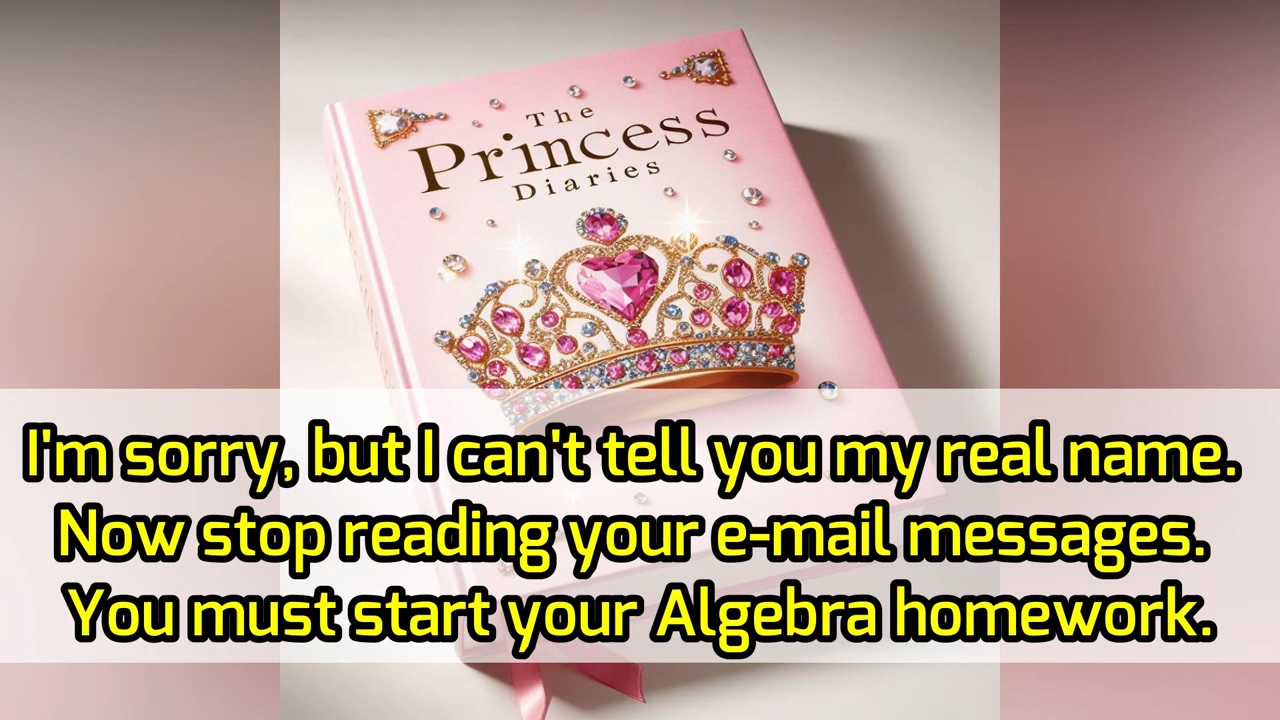 The
Princess
Diaries
I'm sorry, but I can't tell you my real name.
Now stop reading your e-mail messages.
You must start your Algebra homework.